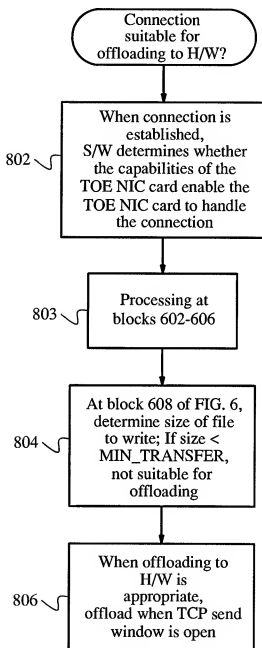 Connection
suitable for
offloading to H/W?
When connection is
established,
S/W determines whether
802
the capabilities of the
TOE NIC card enable the
TOE NIC card to handle
the connection
Processing at
803
blocks 602-606
At block 608 of FIG. 6,
determine size of file
804
to write; If size <
MIN_TRANSFER,
not suitable for
offloading
When offloading to
H/W is
appropriate,
806
offload when TCP send
window is open